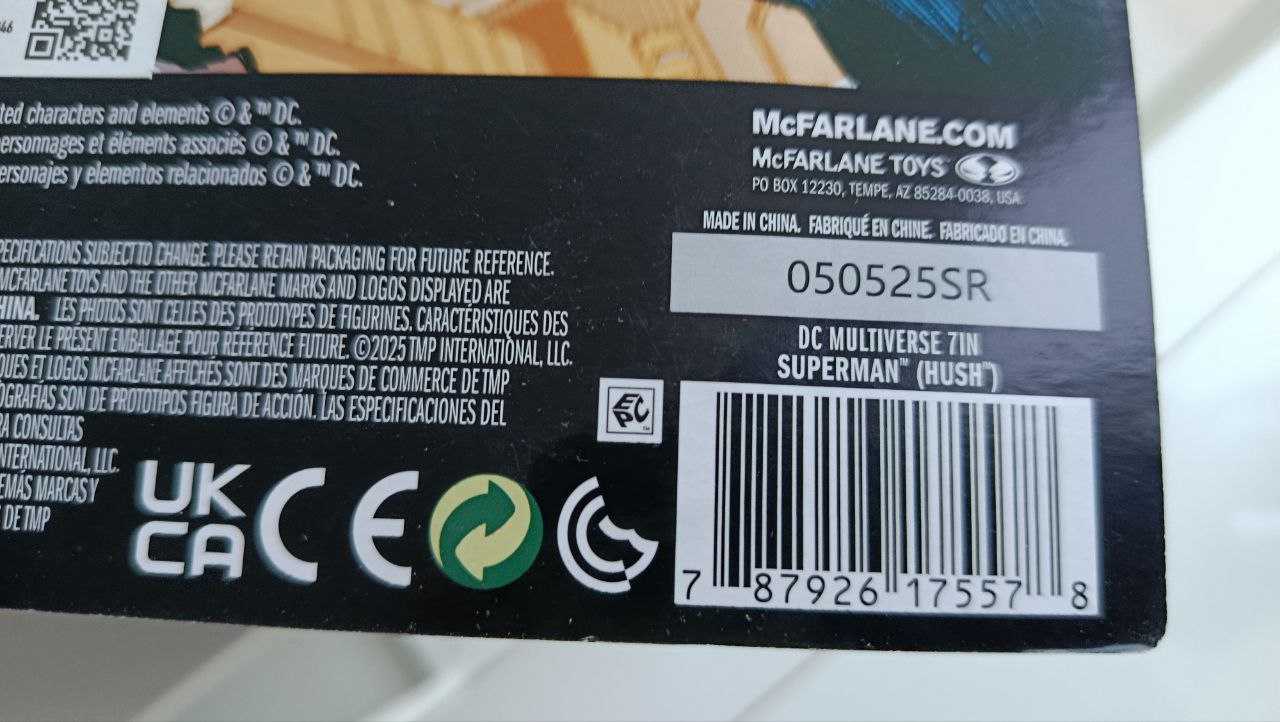 46
ted characters and elements © & ™ DC.
ersonnages et éléments associés © & ™ DC.
ersonajes y elementos relacionados © & ™ DC.
McFARLANE.COM
McFARLANE TOYS™
PO BOX 12230, TEMPE, AZ 85284-0038, USA
MADE IN CHINA. FABRIQUÉ EN CHINE. FABRICADO EN CHINA.
050525SR
DC MULTIVERSE 7IN
SUPERMAN™ (HUSH™)
PECIFICATIONS SUBJECT TO CHANGE. PLEASE RETAIN PACKAGING FOR FUTURE REFERENCE.
MCFARLANE TOYS AND THE OTHER MCFARLANE MARKS AND LOGOS DISPLAYED ARE
HINA. LES PHOTOS SONT CELLES DES PROTOTYPES DE FIGURINES. CARACTÉRISTIQUES DES
ERVER LE PRÉSENT EMBALLAGE POUR RÉFÉRENCE FUTURE. ©2025 TMP INTERNATIONAL, LLC.
QUES ET LOGOS MCFARLANE AFFICHÉS SONT DES MARQUES DE COMMERCE DE TMP
OGRAFÍAS SON DE PROTOTIPOS FIGURA DE ACCIÓN. LAS ESPECIFICACIONES DEL
RA CONSULTAS
INTERNATIONAL, LLC.
EMÁS MARCAS Y
DE TMP
EPC™
UK
CA
CE
7 87926 17557 8